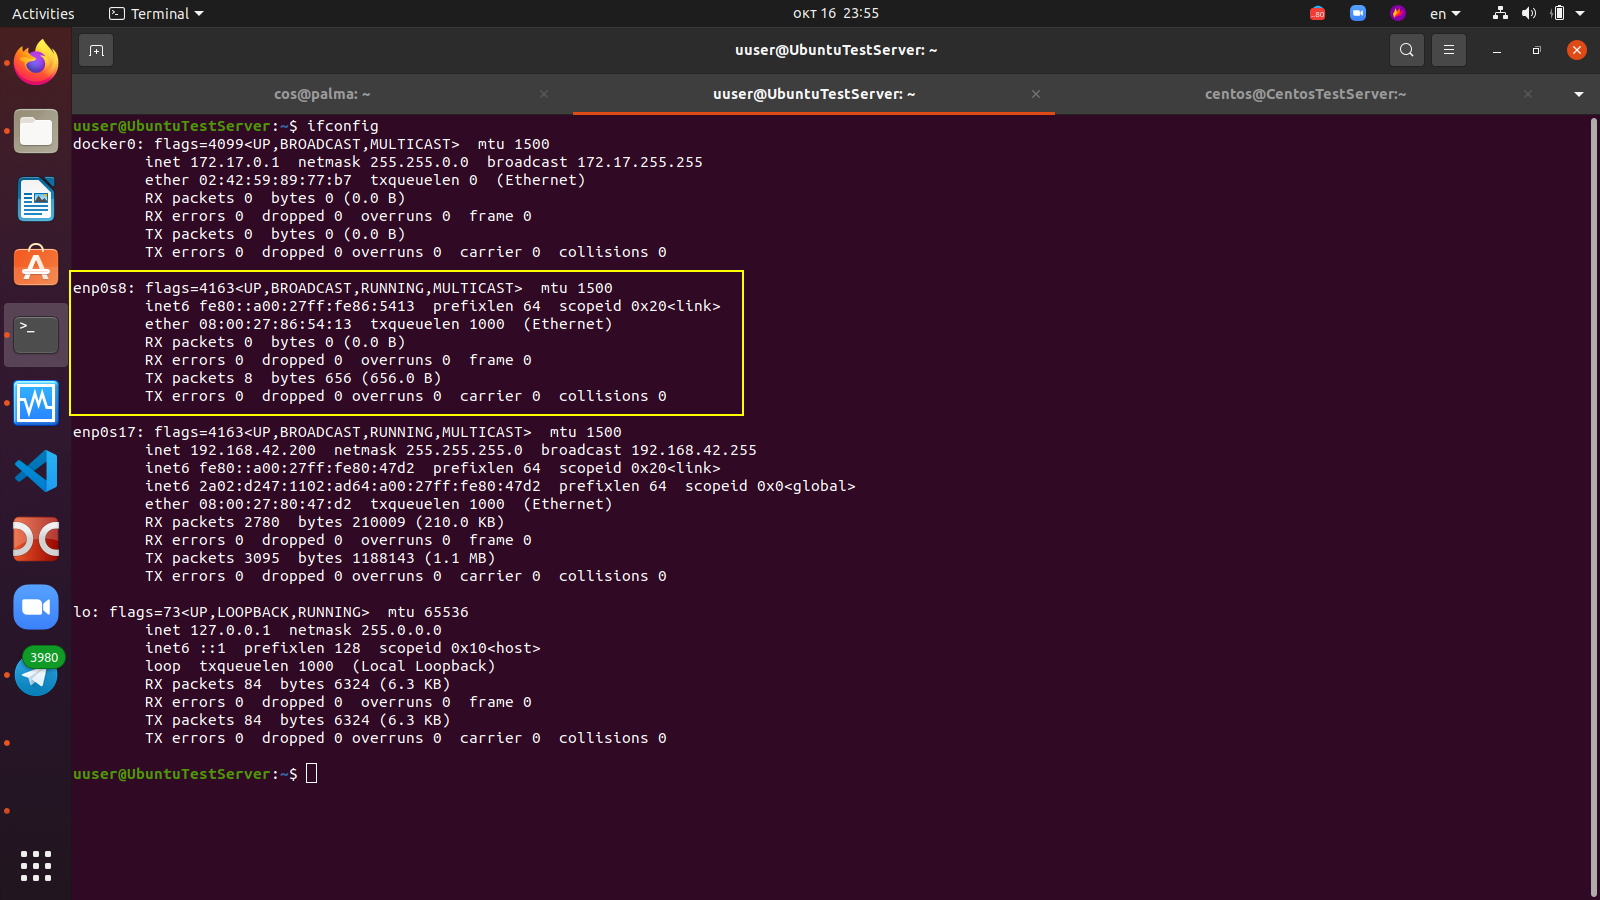 Activities Terminal окт 16 23:55 80 en
uuser@UbuntuTestServer: ~
cos@palma: ~ uuser@UbuntuTestServer: ~ centos@CentosTestServer:~
uuser@UbuntuTestServer:~$ ifconfig
docker0: flags=4099<UP,BROADCAST,MULTICAST>  mtu 1500
        inet 172.17.0.1  netmask 255.255.0.0  broadcast 172.17.255.255
        ether 02:42:59:89:77:b7  txqueuelen 0  (Ethernet)
        RX packets 0  bytes 0 (0.0 B)
        RX errors 0  dropped 0  overruns 0  frame 0
        TX packets 0  bytes 0 (0.0 B)
        TX errors 0  dropped 0 overruns 0  carrier 0  collisions 0
enp0s8: flags=4163<UP,BROADCAST,RUNNING,MULTICAST>  mtu 1500
        inet6 fe80::a00:27ff:fe86:5413  prefixlen 64  scopeid 0x20<link>
        ether 08:00:27:86:54:13  txqueuelen 1000  (Ethernet)
        RX packets 0  bytes 0 (0.0 B)
        RX errors 0  dropped 0  overruns 0  frame 0
        TX packets 8  bytes 656 (656.0 B)
        TX errors 0  dropped 0 overruns 0  carrier 0  collisions 0
enp0s17: flags=4163<UP,BROADCAST,RUNNING,MULTICAST>  mtu 1500
        inet 192.168.42.200  netmask 255.255.255.0  broadcast 192.168.42.255
        inet6 fe80::a00:27ff:fe80:47d2  prefixlen 64  scopeid 0x20<link>
        inet6 2a02:d247:1102:ad64:a00:27ff:fe80:47d2  prefixlen 64  scopeid 0x0<global>
        ether 08:00:27:80:47:d2  txqueuelen 1000  (Ethernet)
        RX packets 2780  bytes 210009 (210.0 KB)
        RX errors 0  dropped 0  overruns 0  frame 0
        TX packets 3095  bytes 1188143 (1.1 MB)
        TX errors 0  dropped 0 overruns 0  carrier 0  collisions 0
lo: flags=73<UP,LOOPBACK,RUNNING>  mtu 65536
        inet 127.0.0.1  netmask 255.0.0.0
        inet6 ::1  prefixlen 128  scopeid 0x10<host>
        loop  txqueuelen 1000  (Local Loopback)
        RX packets 84  bytes 6324 (6.3 KB)
        RX errors 0  dropped 0  overruns 0  frame 0
        TX packets 84  bytes 6324 (6.3 KB)
        TX errors 0  dropped 0 overruns 0  carrier 0  collisions 0
uuser@UbuntuTestServer:~$
3980